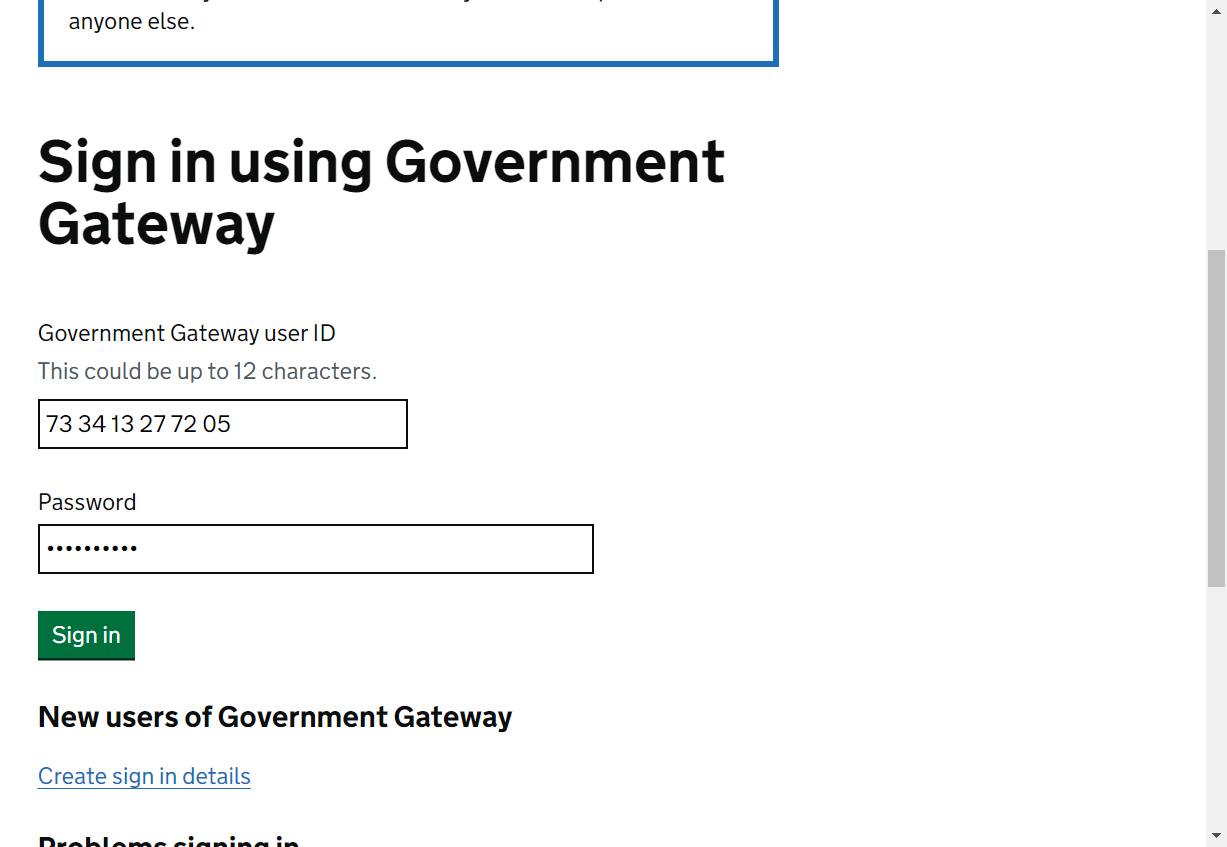 anyone else.
Sign in using Government
Gateway
Government Gateway user ID
This could be up to 12 characters.
73 34 13 27 72 05
Password
••••••••••
Sign in
New users of Government Gateway
Create sign in details
Problems signing in